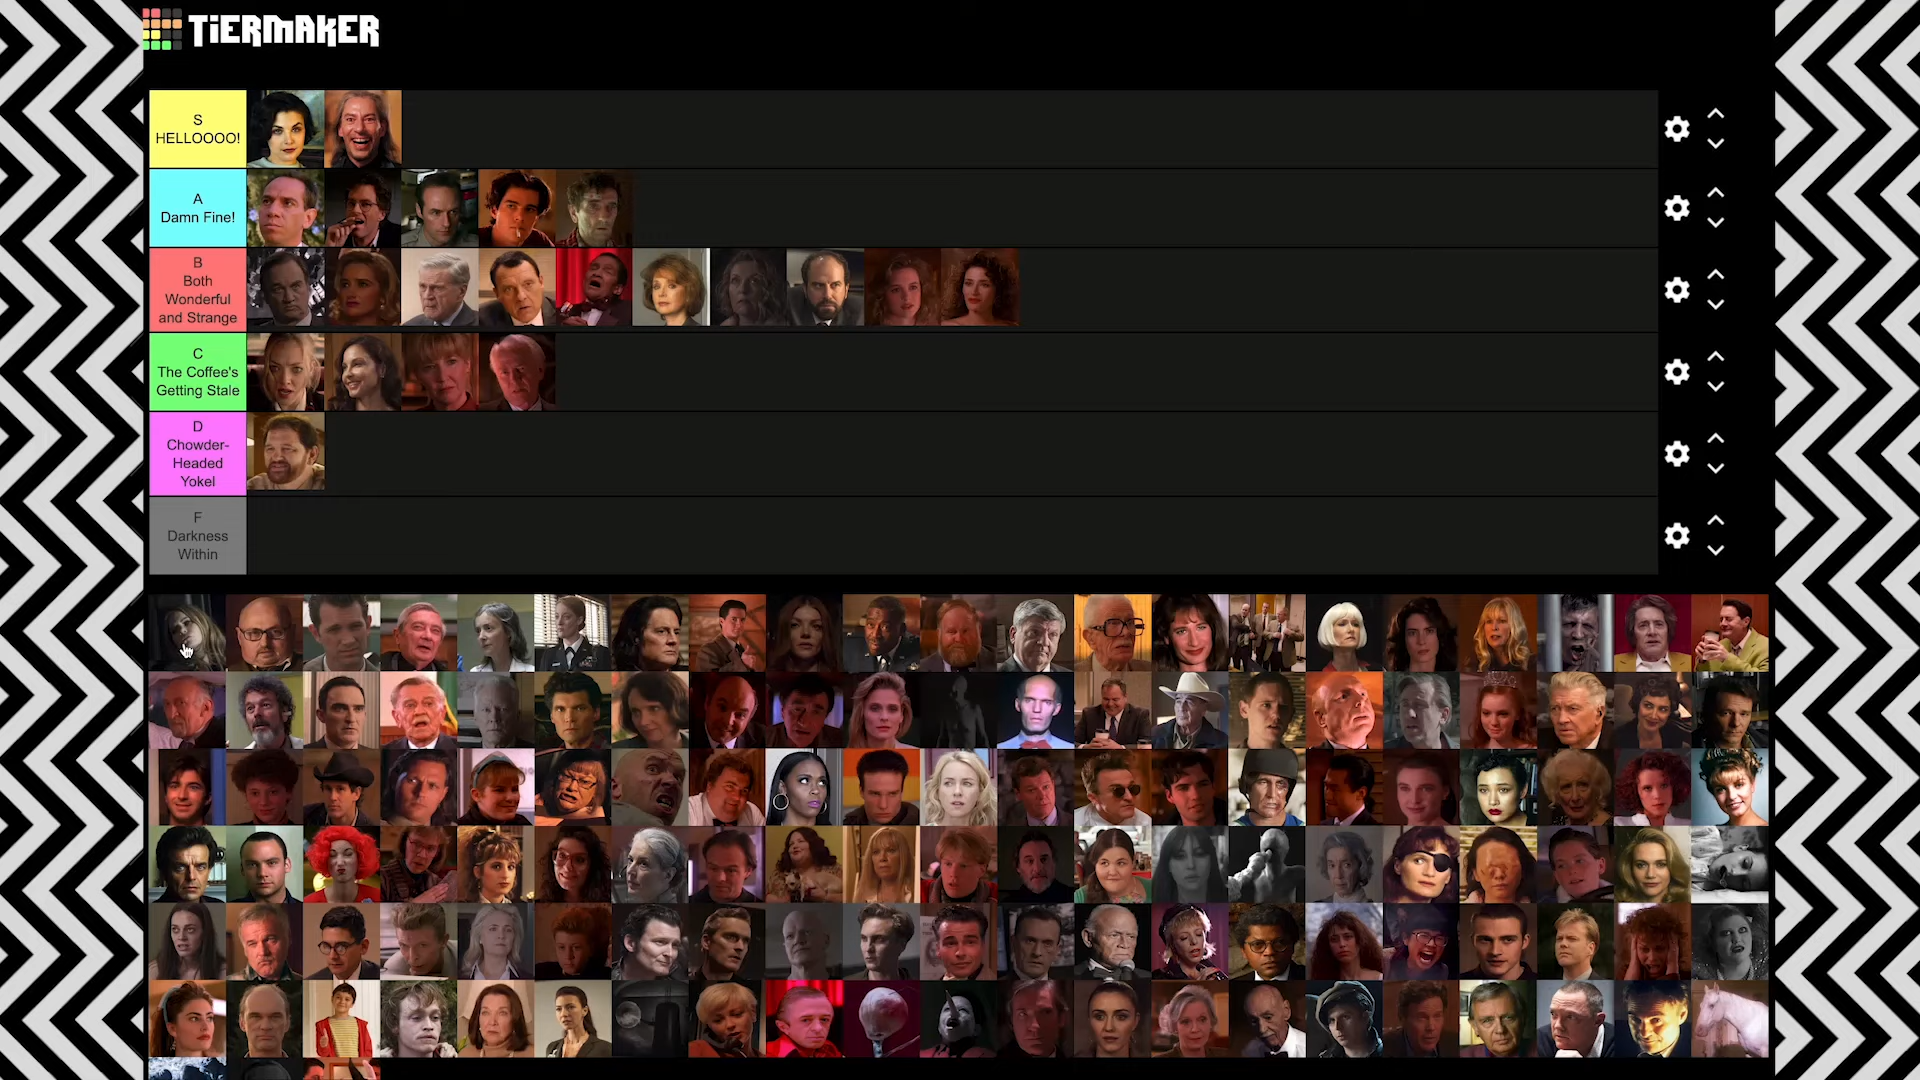 TIERMAKER
S
HELLOOOO!
A
Damn Fine!
B
Both
Wonderful
and Strange
C
The Coffee's
Getting Stale
D
Chowder-
Headed
Yokel
F
Darkness
Within